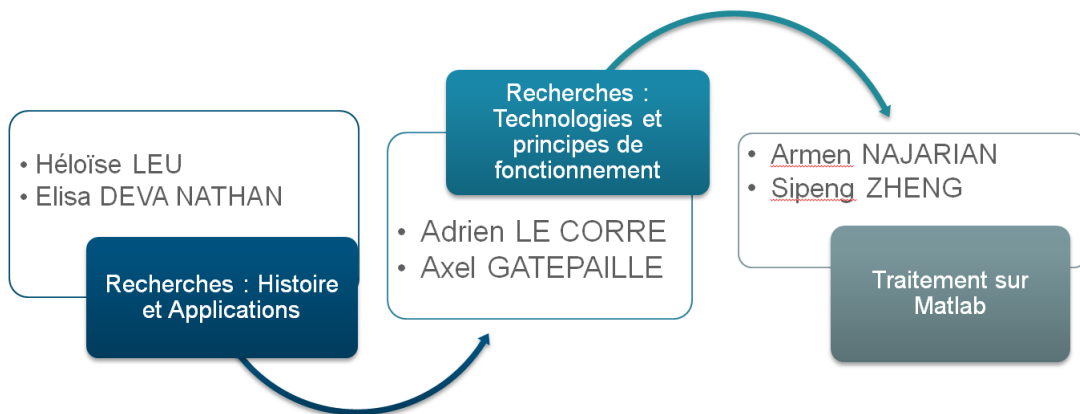 • Héloïse LEU
• Elisa DEVA NATHAN
Recherches : Histoire
et Applications
Recherches :
Technologies et
principes de
fonctionnement
• Adrien LE CORRE
• Axel GATEPAILLE
• Armen NAJARIAN
• Sipeng ZHENG
Traitement sur
Matlab